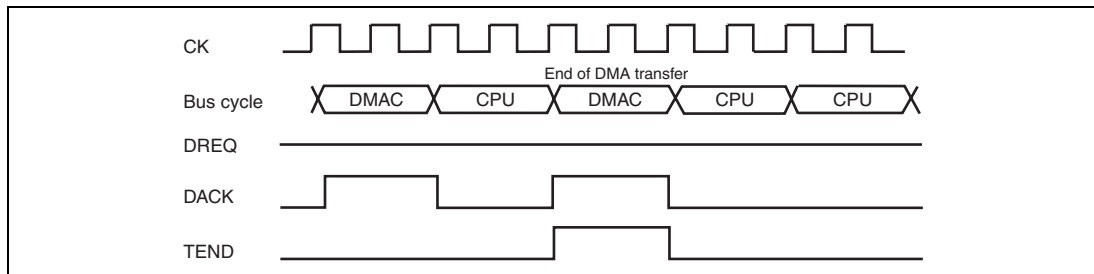 CK
End of DMA transfer
Bus cycle DMAC CPU DMAC CPU CPU
DREQ
DACK
TEND